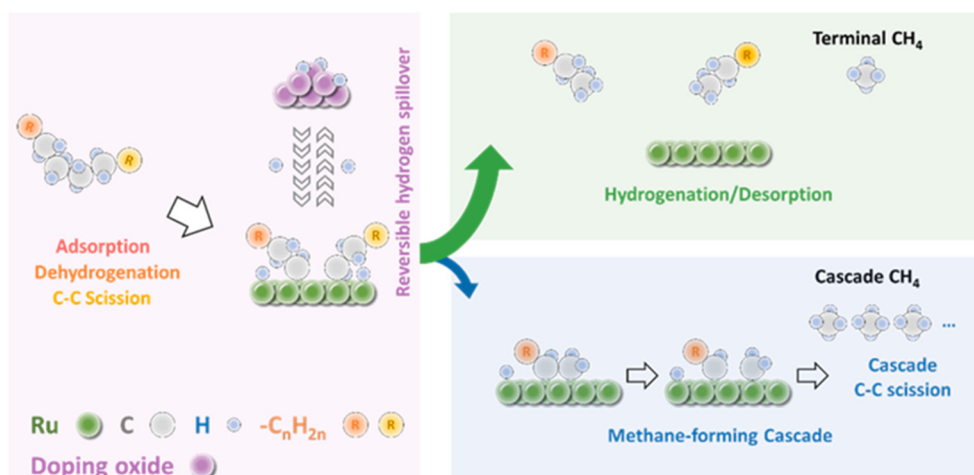 R
R
Adsorption
Dehydrogenation
C-C Scission
Reversible hydrogen spillover
R
R
Ru C H -CnH2n R R
Doping oxide
R
R
Terminal CH4
Hydrogenation/Desorption
Cascade CH4
R
R
...
Cascade
C-C scission
Methane-forming Cascade